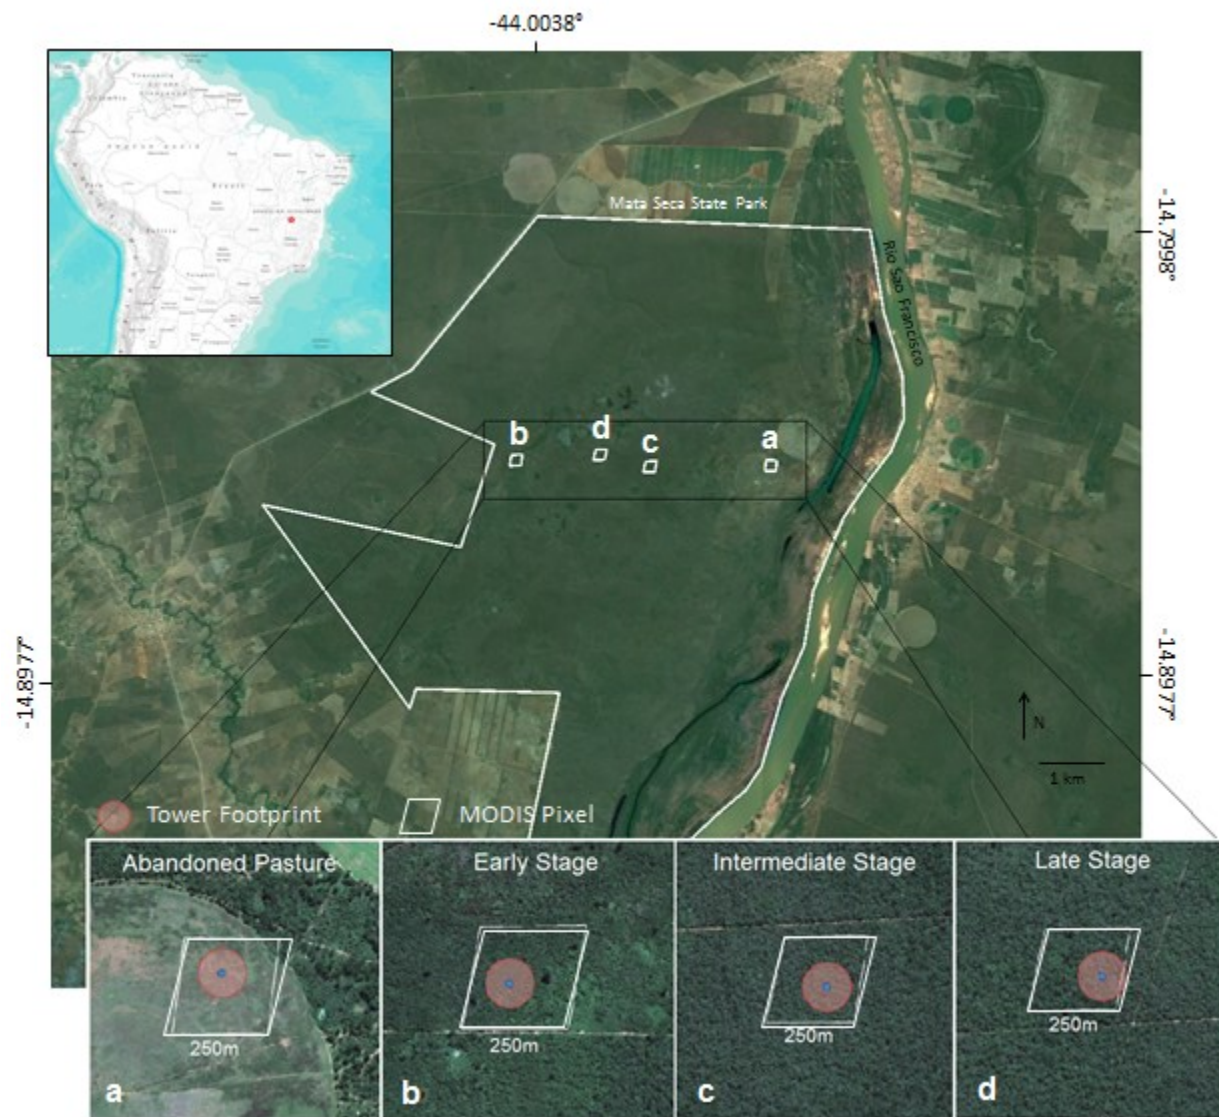 -44.0038°
Mata Seca State Park
-14.7998°
Rio Sao Francisco
b
d
c
a
-14.8977°
-14.8977°
N
1 km
Tower Footprint
MODIS Pixel
Abandoned Pasture
Early Stage
Intermediate Stage
Late Stage
250m
250m
250m
250m
a
b
c
d